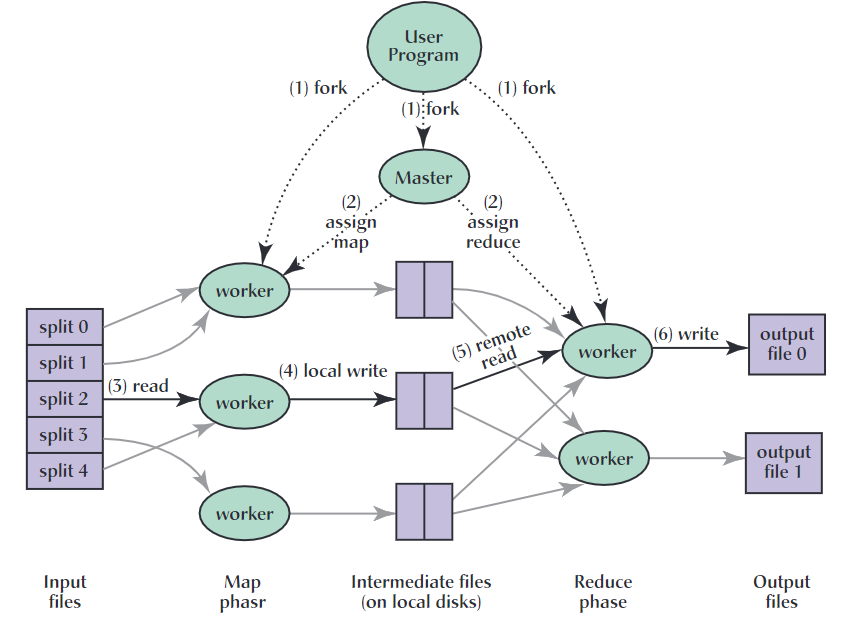 User
Program
(1) fork
(1) fork
(1) fork
Master
(2)
assign
map
(2)
assign
reduce
worker
split 0
split 1
split 2
split 3
split 4
(3) read
worker
(4) local write
worker
(5) remote
read
worker
(6) write
output
file 0
worker
output
file 1
Input
files
Map
phasr
Intermediate files
(on local disks)
Reduce
phase
Output
files